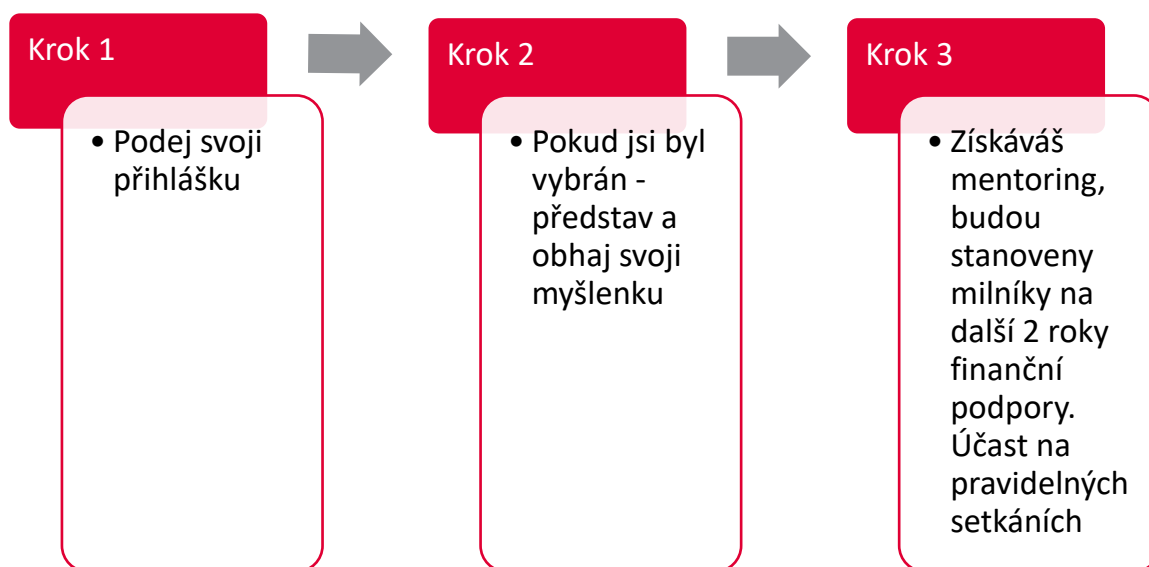 Krok 1
• Podej svoji
přihlášku
Krok 2
• Pokud jsi byl
vybrán -
představ a
obhaj svoji
myšlenku
Krok 3
• Získáváš
mentoring,
budou
stanoveny
milníky na
další 2 roky
finanční
podpory.
Účast na
pravidelných
setkáních